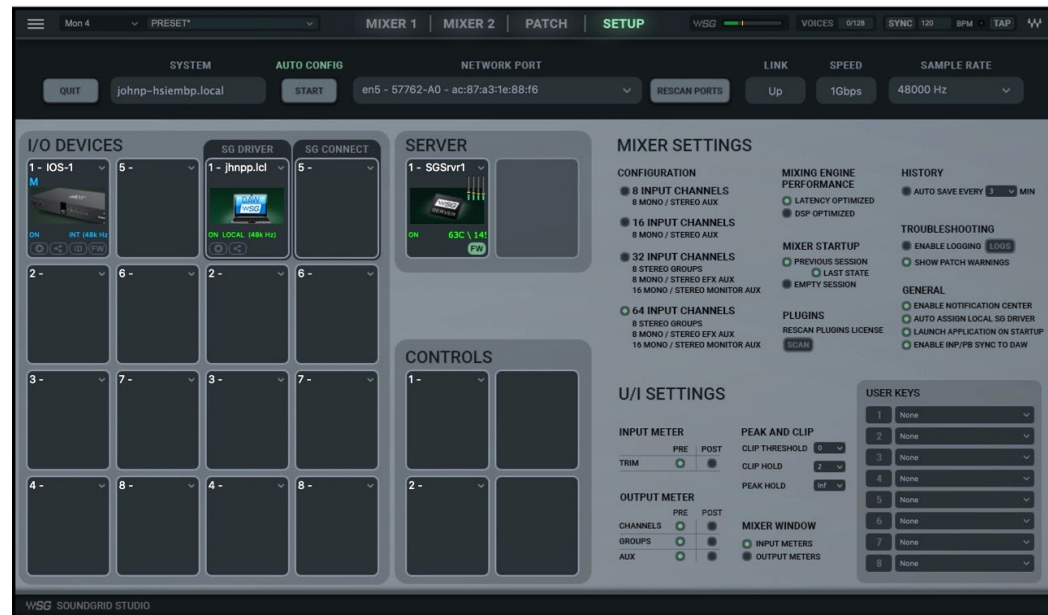 Mon 4 PRESET* MIXER 1 MIXER 2 PATCH SETUP WSG VOICES 0/128 SYNC 120 BPM TAP
SYSTEM AUTO CONFIG NETWORK PORT LINK SPEED SAMPLE RATE
QUIT johnp-hsiembp.local START en5 - 57762-A0 - ac:87:a3:1e:88:f6 RESCAN PORTS Up 1Gbps 48000 Hz
I/O DEVICES
SG DRIVER SG CONNECT
1 - IOS-1 5 - 1 - jhnpp.lcl 5 -
M
DAW
WSG
ON INT (48k Hz ON LOCAL (48k Hz)
ID FW
2 - 6 - 2 - 6 -
3 - 7 - 3 - 7 -
4 - 8 - 4 - 8 -
SERVER
1 - SGSrvr1
WSG
SERVER
ON 63C \ 145
FW
CONTROLS
1 -
2 -
MIXER SETTINGS
CONFIGURATION
8 INPUT CHANNELS
8 MONO / STEREO AUX
16 INPUT CHANNELS
8 MONO / STEREO AUX
32 INPUT CHANNELS
8 STEREO GROUPS
8 MONO / STEREO EFX AUX
16 MONO / STEREO MONITOR AUX
64 INPUT CHANNELS
8 STEREO GROUPS
8 MONO / STEREO EFX AUX
16 MONO / STEREO MONITOR AUX
MIXING ENGINE
PERFORMANCE
LATENCY OPTIMIZED
DSP OPTIMIZED
MIXER STARTUP
PREVIOUS SESSION
LAST STATE
EMPTY SESSION
PLUGINS
RESCAN PLUGINS LICENSE
SCAN
HISTORY
AUTO SAVE EVERY 3 MIN
TROUBLESHOOTING
ENABLE LOGGING LOGS
SHOW PATCH WARNINGS
GENERAL
ENABLE NOTIFICATION CENTER
AUTO ASSIGN LOCAL SG DRIVER
LAUNCH APPLICATION ON STARTUP
ENABLE INP/PB SYNC TO DAW
U/I SETTINGS
INPUT METER
PRE POST
TRIM
OUTPUT METER
PRE POST
CHANNELS
GROUPS
AUX
PEAK AND CLIP
CLIP THRESHOLD 0
CLIP HOLD 2
PEAK HOLD Inf
MIXER WINDOW
INPUT METERS
OUTPUT METERS
USER KEYS
1 None
2 None
3 None
4 None
5 None
6 None
7 None
8 None
WSG SOUNDGRID STUDIO